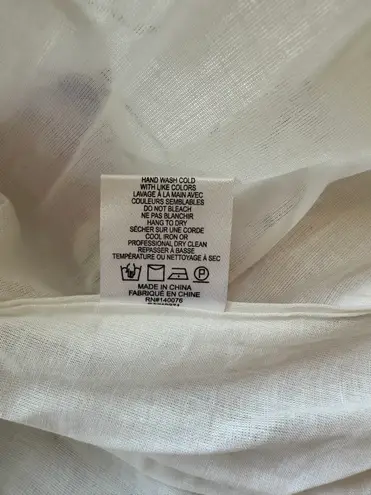 HAND WASH COLD
WITH LIKE COLORS
LAVAGE À LA MAIN AVEC
COULEURS SEMBLABLES
DO NOT BLEACH
NE PAS BLANCHIR
HANG TO DRY
SÉCHER SUR UNE CORDE
COOL IRON OR
PROFESSIONAL DRY CLEAN
REPASSER À BASSE
TEMPÉRATURE OU NETTOYAGE À SEC
P
MADE IN CHINA
FABRIQUÉ EN CHINE
RN#140076